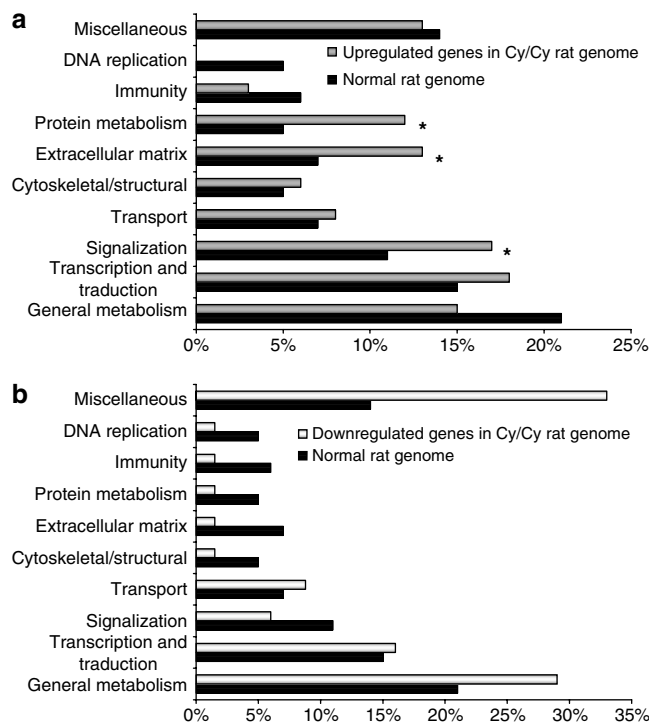 a
Miscellaneous
DNA replication
Immunity
Protein metabolism
Extracellular matrix
Cytoskeletal/structural
Transport
Signalization
Transcription and
traduction
General metabolism
Upregulated genes in Cy/Cy rat genome
Normal rat genome
*
*
*
0% 5% 10% 15% 20% 25%
b
Miscellaneous
DNA replication
Immunity
Protein metabolism
Extracellular matrix
Cytoskeletal/structural
Transport
Signalization
Transcription and
traduction
General metabolism
Downregulated genes in Cy/Cy rat genome
Normal rat genome
0% 5% 10% 15% 20% 25% 30% 35%